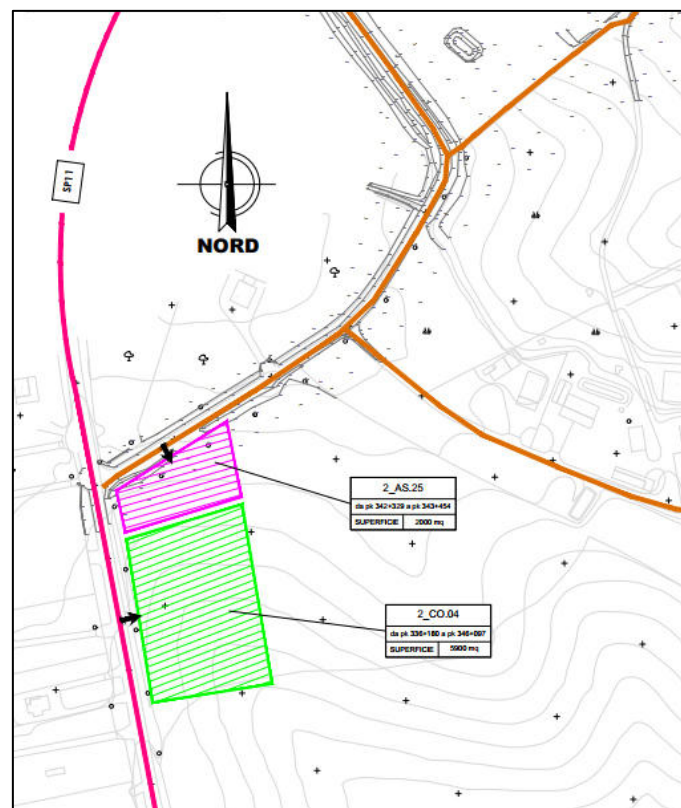 SP11
NORD
2_AS.25
da pk 342+329 a pk 343+454
SUPERFICIE 2000 mq
2_CO.04
da pk 336+180 a pk 346+097
SUPERFICIE 5900 mq